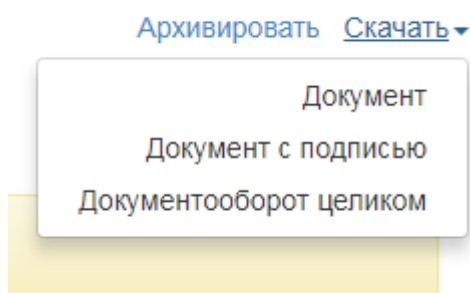 Архивировать Скачать
Документ
Документ с подписью
Документооборот целиком